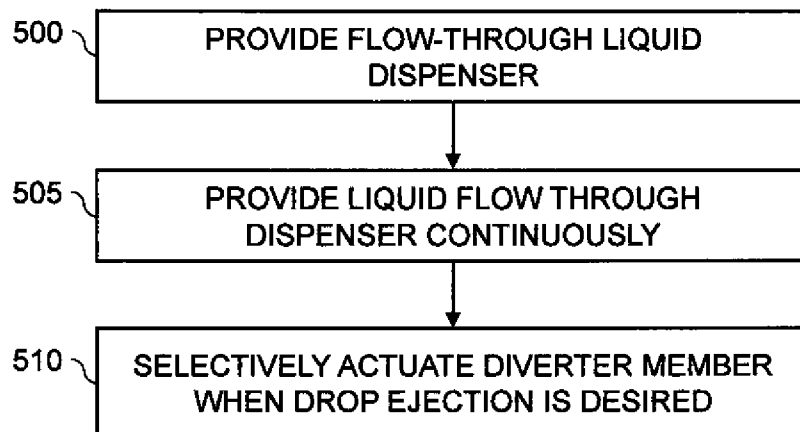 500
PROVIDE FLOW-THROUGH LIQUID
DISPENSER
505
PROVIDE LIQUID FLOW THROUGH
DISPENSER CONTINUOUSLY
510
SELECTIVELY ACTUATE DIVERTER MEMBER
WHEN DROP EJECTION IS DESIRED